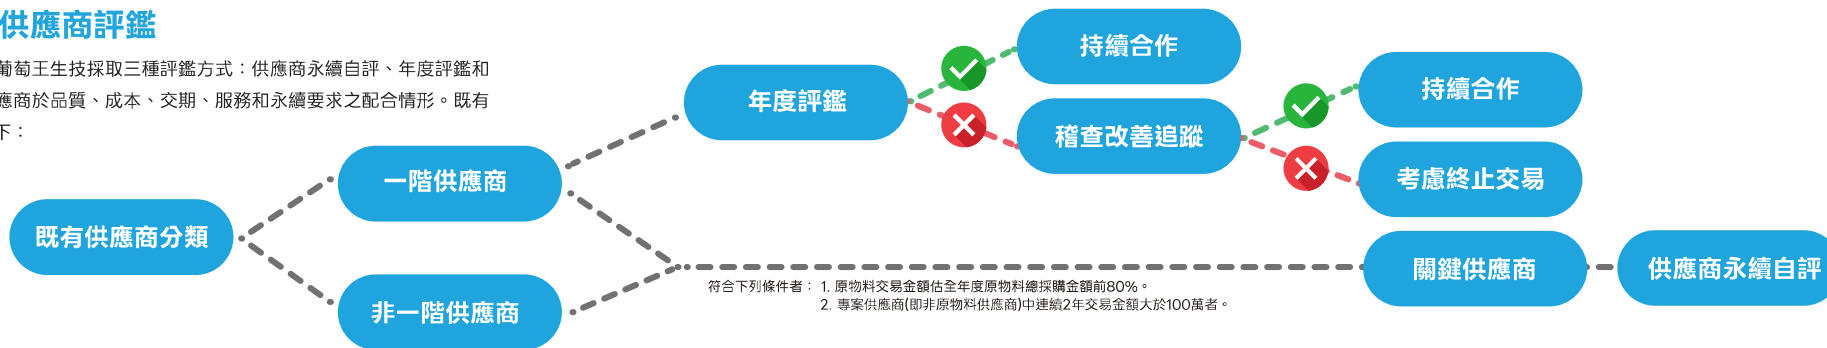 供應商評鑑
葡萄王生技採取三種評鑑方式：供應商永續自評、年度評鑑和
應商於品質、成本、交期、服務和永續要求之配合情形。既有
下：
持續合作
年度評鑑
持續合作
稽查改善追蹤
一階供應商
考慮終止交易
既有供應商分類
關鍵供應商
供應商永續自評
非一階供應商
符合下列條件者： 1. 原物料交易金額佔全年度原物料總採購金額前80%。
2. 專案供應商(即非原物料供應商)中連續2年交易金額大於100萬者。